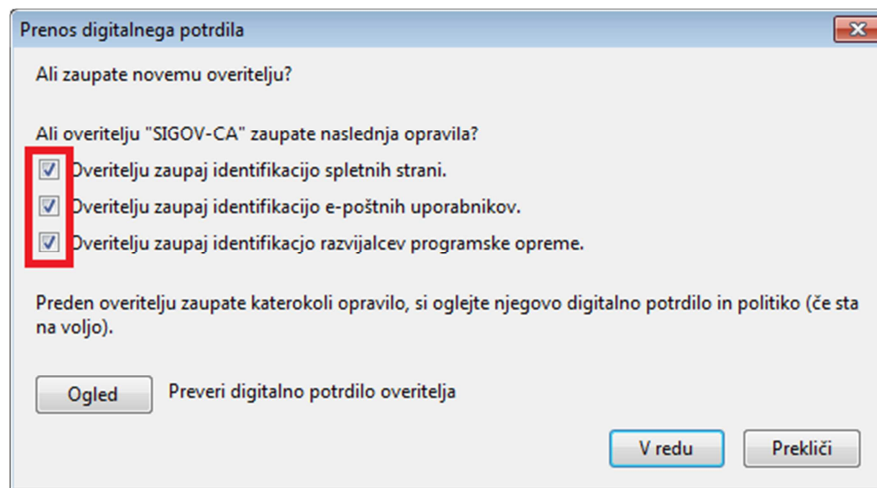 Prenos digitalnega potrdila
Ali zaupate novemu overitelju?
Ali overitelju "SIGOV-CA" zaupate naslednja opravila?
Overitelju zaupaj identifikacijo spletnih strani.
Overitelju zaupaj identifikacijo e-poštnih uporabnikov.
Overitelju zaupaj identifikacjo razvijalcev programske opreme.
Preden overitelju zaupate katerokoli opravilo, si oglejte njegovo digitalno potrdilo in politiko (če sta
na voljo).
Ogled Preveri digitalno potrdilo overitelja
V redu Prekliči